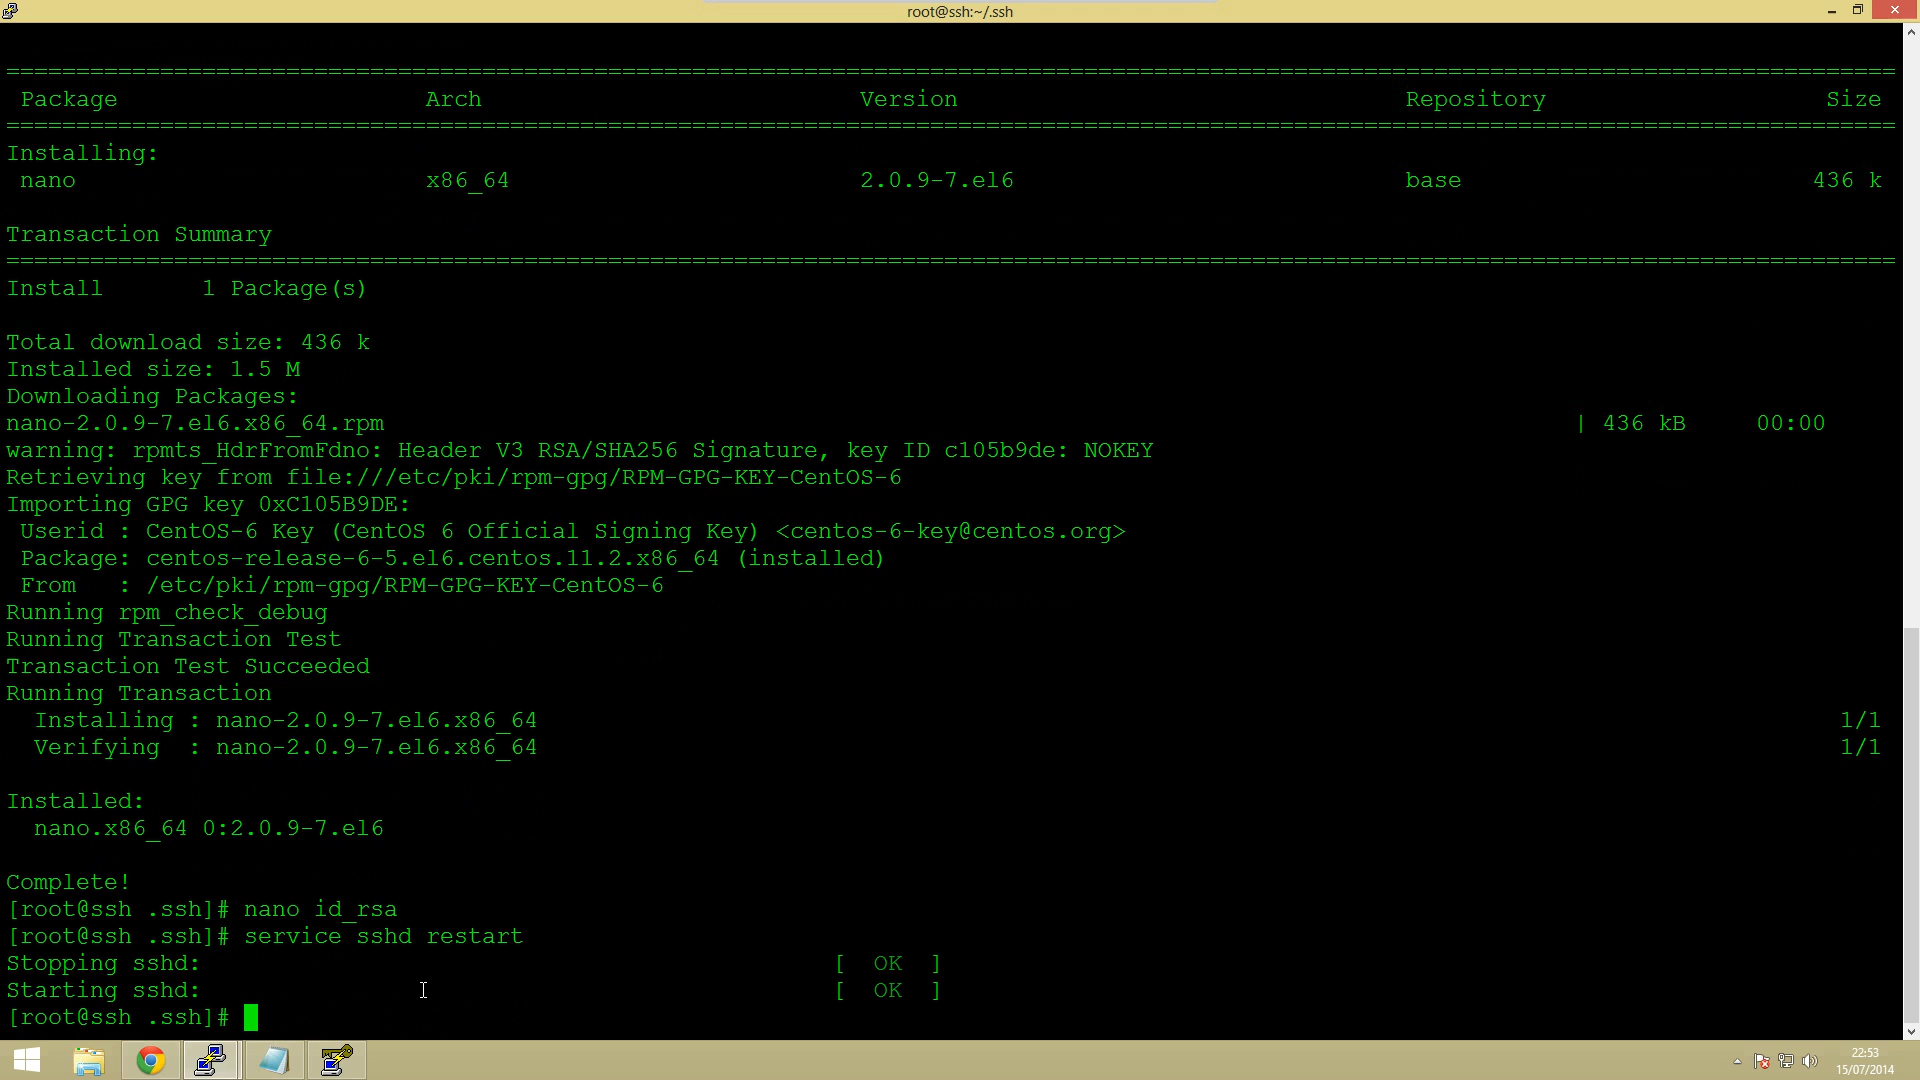 root@ssh:~/.ssh
================================================================================
Package Arch Version Repository Size
================================================================================
Installing:
nano x86_64 2.0.9-7.el6 base 436 k
Transaction Summary
================================================================================
Install 1 Package(s)
Total download size: 436 k
Installed size: 1.5 M
Downloading Packages:
nano-2.0.9-7.el6.x86_64.rpm | 436 kB 00:00
warning: rpmts_HdrFromFdno: Header V3 RSA/SHA256 Signature, key ID c105b9de: NOKEY
Retrieving key from file:///etc/pki/rpm-gpg/RPM-GPG-KEY-CentOS-6
Importing GPG key 0xC105B9DE:
Userid : CentOS-6 Key (CentOS 6 Official Signing Key) <centos-6-key@centos.org>
Package: centos-release-6-5.el6.centos.11.2.x86_64 (installed)
From : /etc/pki/rpm-gpg/RPM-GPG-KEY-CentOS-6
Running rpm_check_debug
Running Transaction Test
Transaction Test Succeeded
Running Transaction
Installing : nano-2.0.9-7.el6.x86_64 1/1
Verifying : nano-2.0.9-7.el6.x86_64 1/1
Installed:
nano.x86_64 0:2.0.9-7.el6
Complete!
[root@ssh .ssh]# nano id_rsa
[root@ssh .ssh]# service sshd restart
Stopping sshd: [ OK ]
Starting sshd: [ OK ]
[root@ssh .ssh]#
22:53
15/07/2014